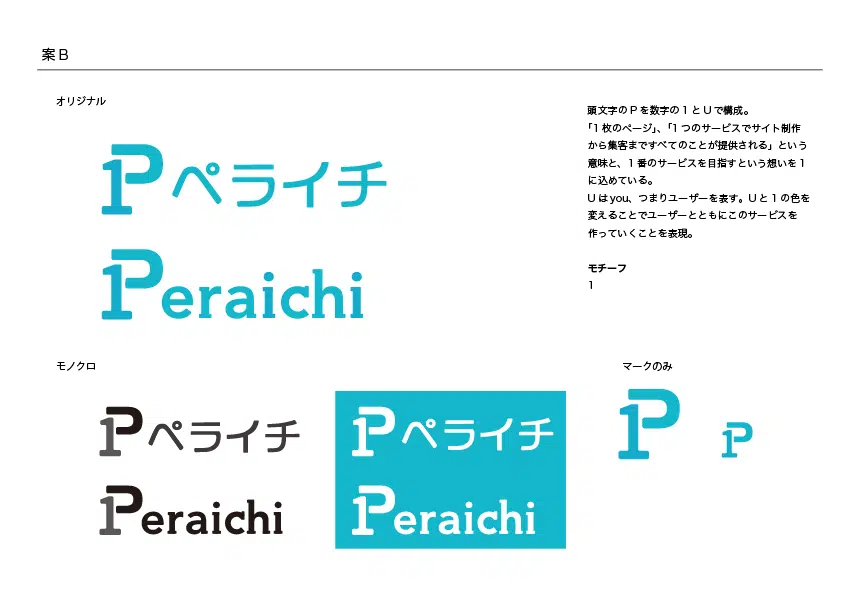 案B
オリジナル
Pペライチ
Peraichi
頭文字のPを数字の1とUで構成。
「1枚のページ」、「1つのサービスでサイト制作
から集客まですべてのことが提供される」という
意味と、1番のサービスを目指すという想いを1
に込めている。
Uはyou、つまりユーザーを表す。Uと1の色を
変えることでユーザーとともにこのサービスを
作っていくことを表現。
モチーフ
1
モノクロ
Pペライチ
Peraichi
Pペライチ
Peraichi
マークのみ
P P